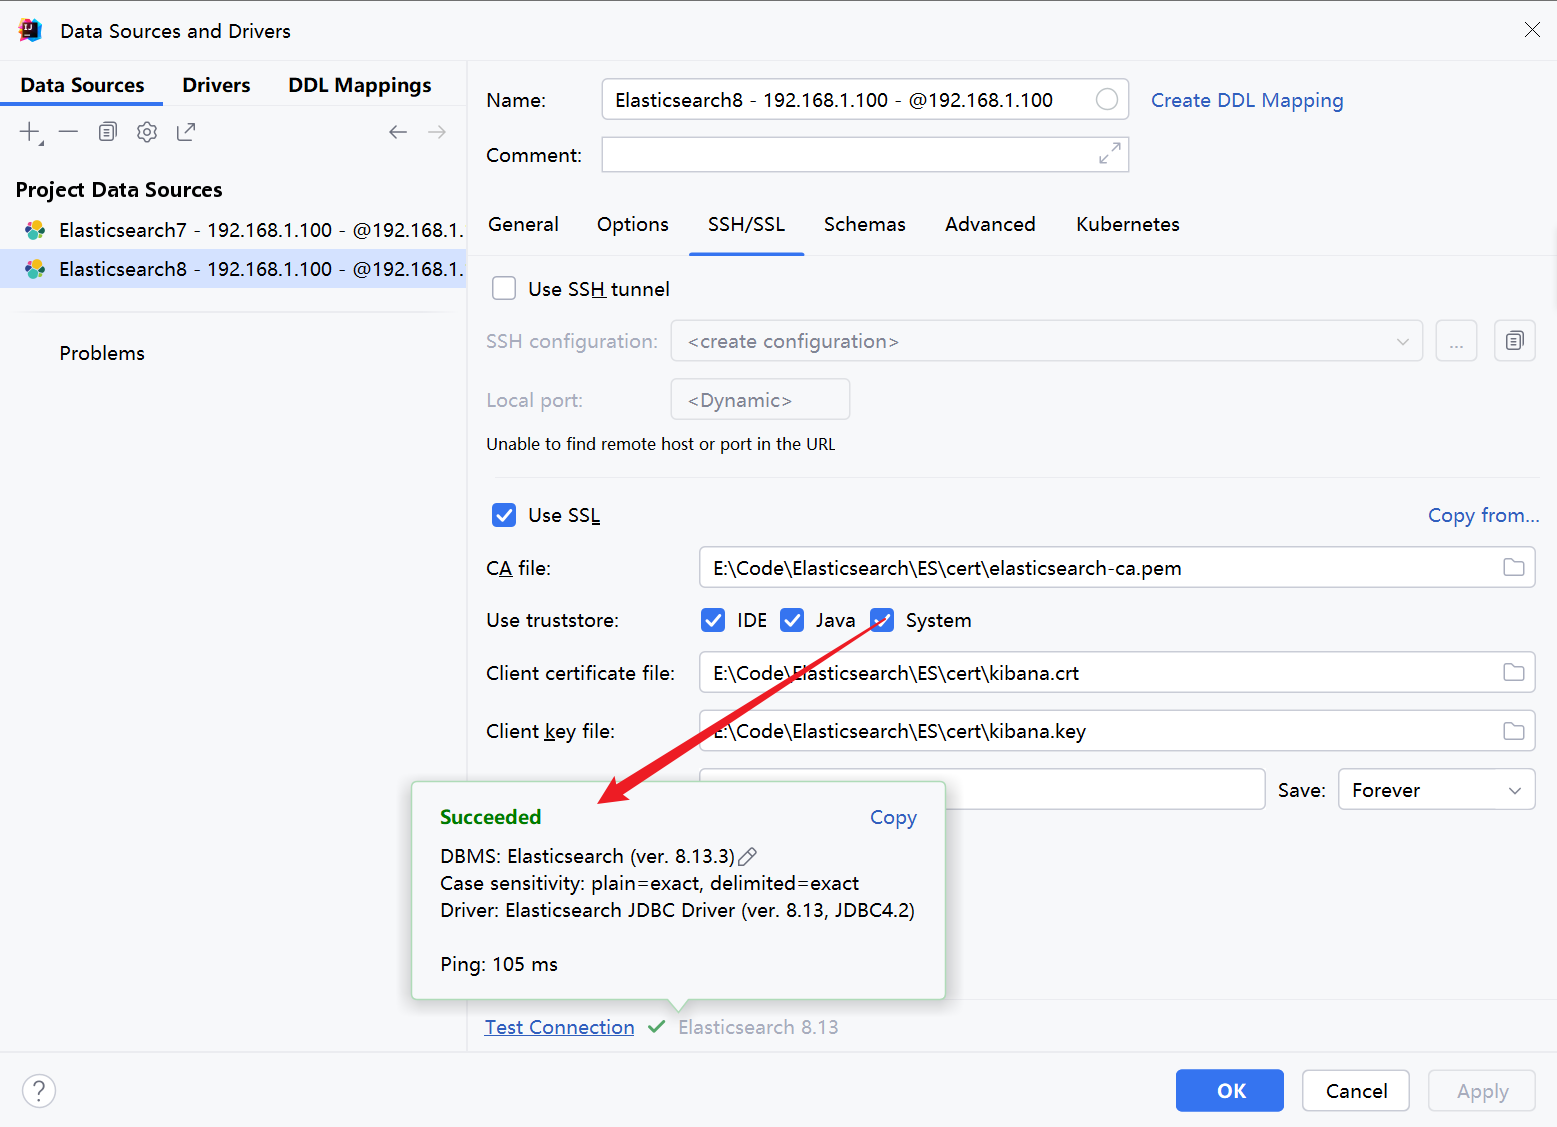 Data Sources and Drivers
Data Sources Drivers DDL Mappings
Project Data Sources
Elasticsearch7 - 192.168.1.100 - @192.168.1.
Elasticsearch8 - 192.168.1.100 - @192.168.1.
Problems
Name: Elasticsearch8 - 192.168.1.100 - @192.168.1.100 Create DDL Mapping
Comment:
General Options SSH/SSL Schemas Advanced Kubernetes
Use SSH tunnel
SSH configuration: <create configuration> ...
Local port: <Dynamic>
Unable to find remote host or port in the URL
Use SSL Copy from...
CA file: E:\Code\Elasticsearch\ES\cert\elasticsearch-ca.pem
Use truststore: IDE Java System
Client certificate file: E:\Code\Elasticsearch\ES\cert\kibana.crt
Client key file: E:\Code\Elasticsearch\ES\cert\kibana.key
Save: Forever
Succeeded Copy
DBMS: Elasticsearch (ver. 8.13.3)
Case sensitivity: plain=exact, delimited=exact
Driver: Elasticsearch JDBC Driver (ver. 8.13, JDBC4.2)
Ping: 105 ms
Test Connection Elasticsearch 8.13
? OK Cancel Apply